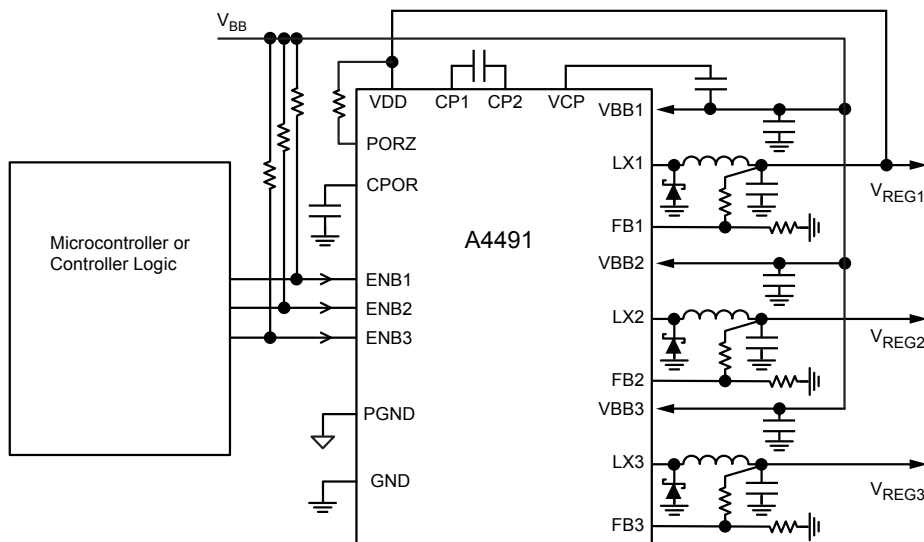 VBB
VDD
CP1
CP2
VCP
VBB1
PORZ
LX1
CPOR
VREG1
FB1
A4491
Microcontroller or
Controller Logic
VBB2
ENB1
ENB2
LX2
ENB3
VREG2
FB2
VBB3
PGND
LX3
GND
VREG3
FB3